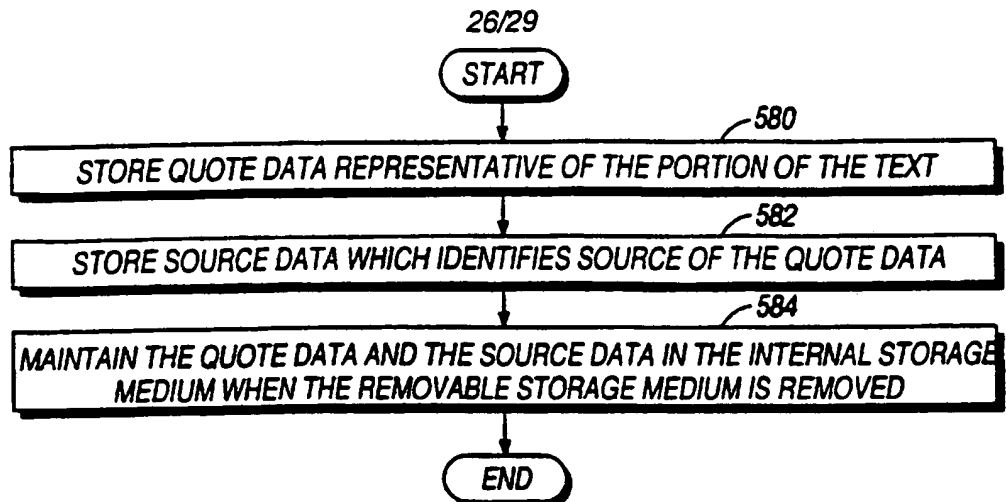 26/29
START
580
STORE QUOTE DATA REPRESENTATIVE OF THE PORTION OF THE TEXT
582
STORE SOURCE DATA WHICH IDENTIFIES SOURCE OF THE QUOTE DATA
584
MAINTAIN THE QUOTE DATA AND THE SOURCE DATA IN THE INTERNAL STORAGE
MEDIUM WHEN THE REMOVABLE STORAGE MEDIUM IS REMOVED
END